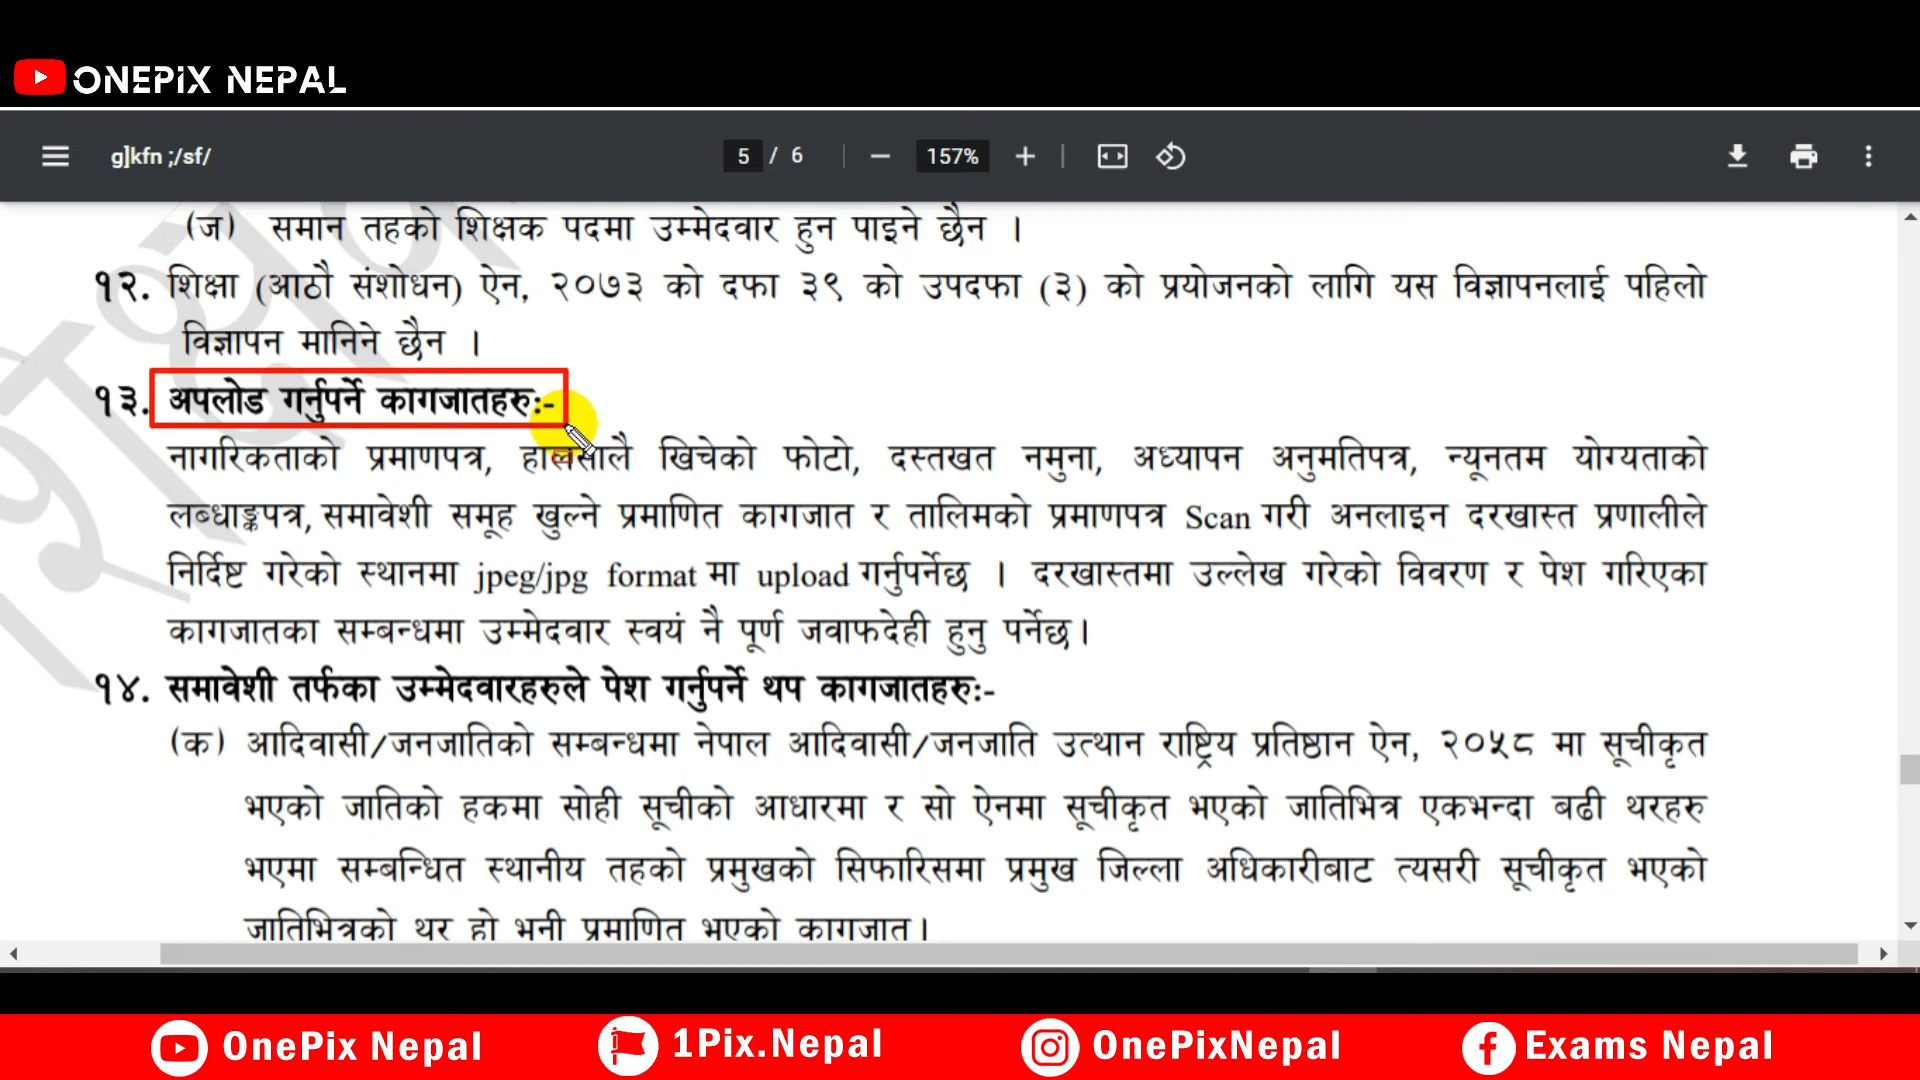 ONEPIX NEPAL
g]kfn ;/sf/
5 / 6
157%
(ज) समान तहको शिक्षक पदमा उम्मेदवार हुन पाइने छैन ।
१२. शिक्षा (आठौ संशोधन) ऐन, २०७३ को दफा ३९ को उपदफा (३) को प्रयोजनको लागि यस विज्ञापनलाई पहिलो
विज्ञापन मानिने छैन ।
१३. अपलोड गर्नुपर्ने कागजातहरुः-
नागरिकताको प्रमाणपत्र, हालसालै खिचेको फोटो, दस्तखत नमुना, अध्यापन अनुमतिपत्र, न्यूनतम योग्यताको
लब्धाङ्कपत्र, समावेशी समूह खुल्ने प्रमाणित कागजात र तालिमको प्रमाणपत्र Scan गरी अनलाइन दरखास्त प्रणालीले
निर्दिष्ट गरेको स्थानमा jpeg/jpg format मा upload गर्नुपर्नेछ । दरखास्तमा उल्लेख गरेको विवरण र पेश गरिएका
कागजातका सम्बन्धमा उम्मेदवार स्वयं नै पूर्ण जवाफदेही हुनु पर्नेछ।
१४. समावेशी तर्फका उम्मेदवारहरुले पेश गर्नुपर्ने थप कागजातहरुः-
(क) आदिवासी/जनजातिको सम्बन्धमा नेपाल आदिवासी/जनजाति उत्थान राष्ट्रिय प्रतिष्ठान ऐन, २०५८ मा सूचीकृत
भएको जातिको हकमा सोही सूचीको आधारमा र सो ऐनमा सूचीकृत भएको जातिभित्र एकभन्दा बढी थरहरु
भएमा सम्बन्धित स्थानीय तहको प्रमुखको सिफारिसमा प्रमुख जिल्ला अधिकारीबाट त्यसरी सूचीकृत भएको
जातिभित्रको थर हो भनी प्रमाणित भएको कागजात।
OnePix Nepal
1Pix.Nepal
OnePixNepal
Exams Nepal